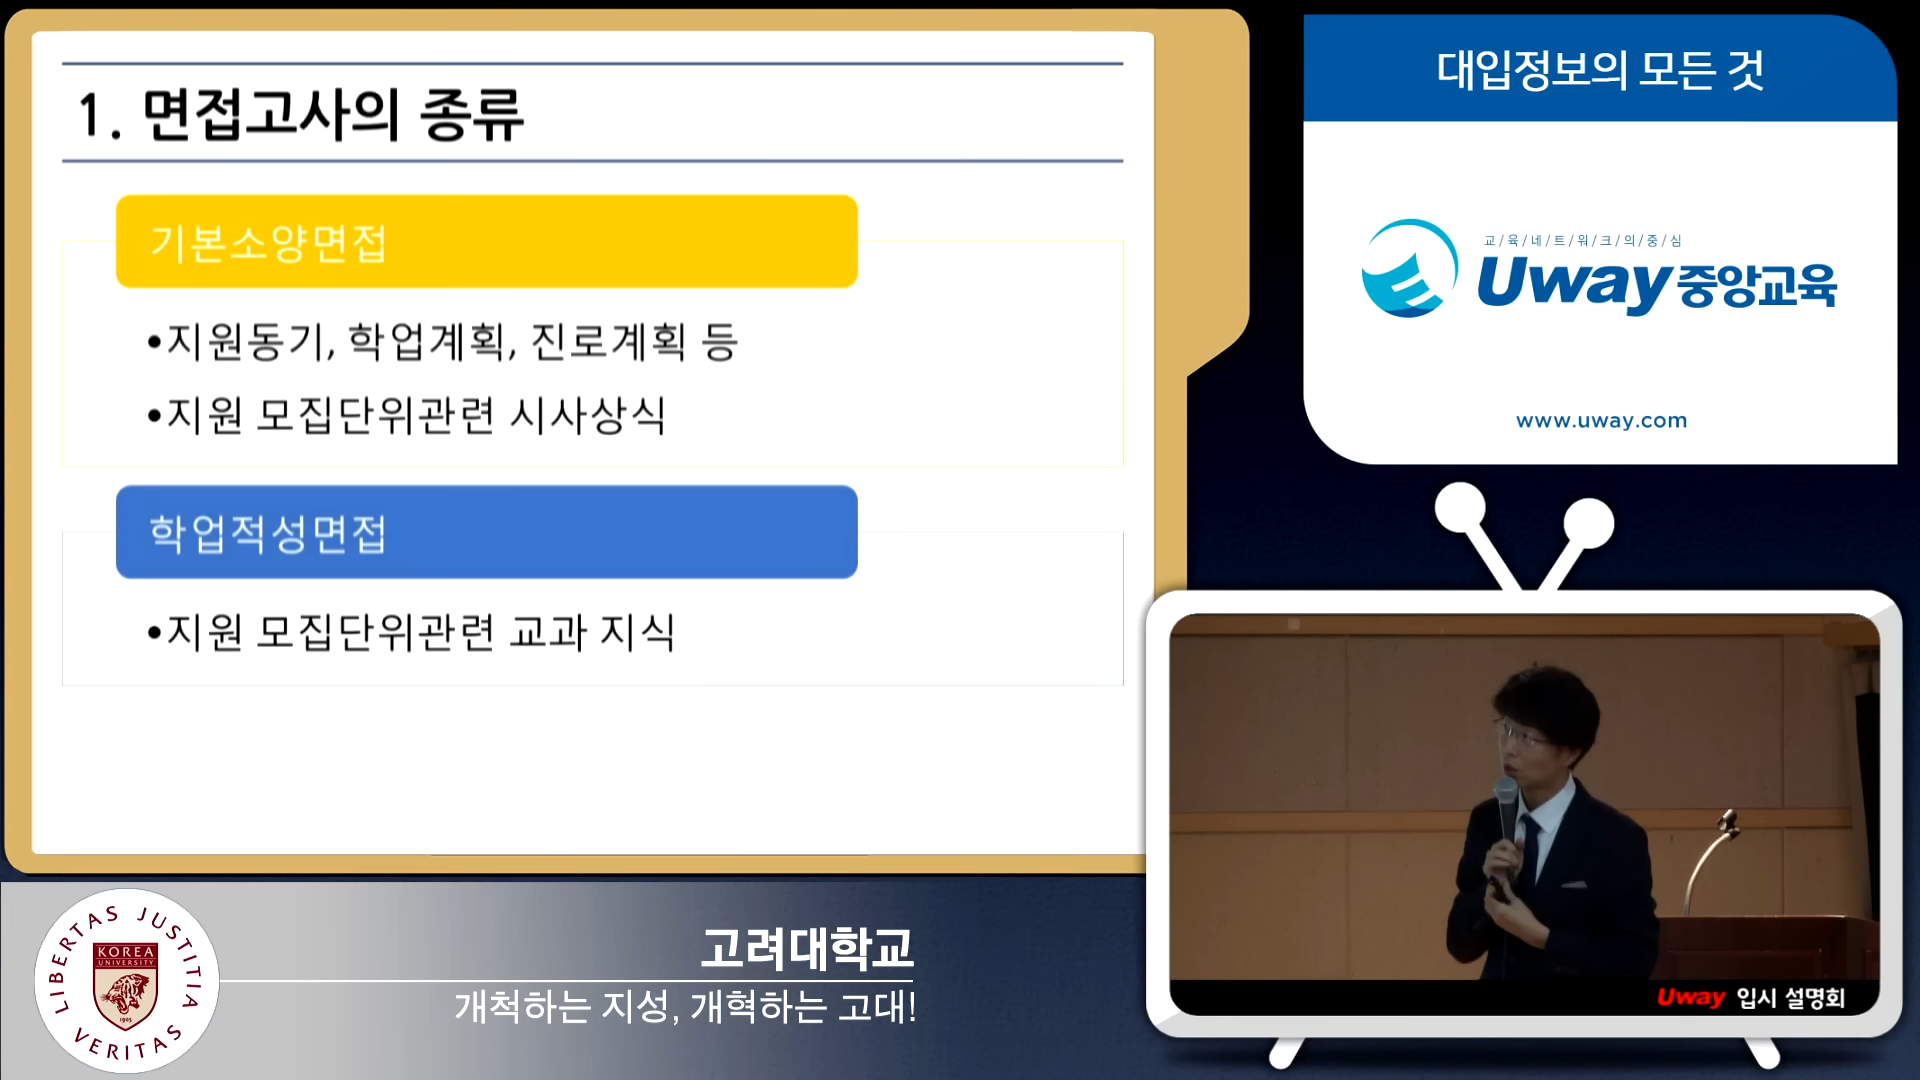 1. 면접고사의 종류
기본소양면접
•지원동기, 학업계획, 진로계획 등
•지원 모집단위관련 시사상식
학업적성면접
•지원 모집단위관련 교과 지식
대입정보의 모든 것
교/육/네/트/워/크/의/중/심
Uway중앙교육
www.uway.com
Uway 입시 설명회
LIBERTAS JUSTITIA VERITAS
KOREA
UNIVERSITY
1905
고려대학교
개척하는 지성, 개혁하는 고대!